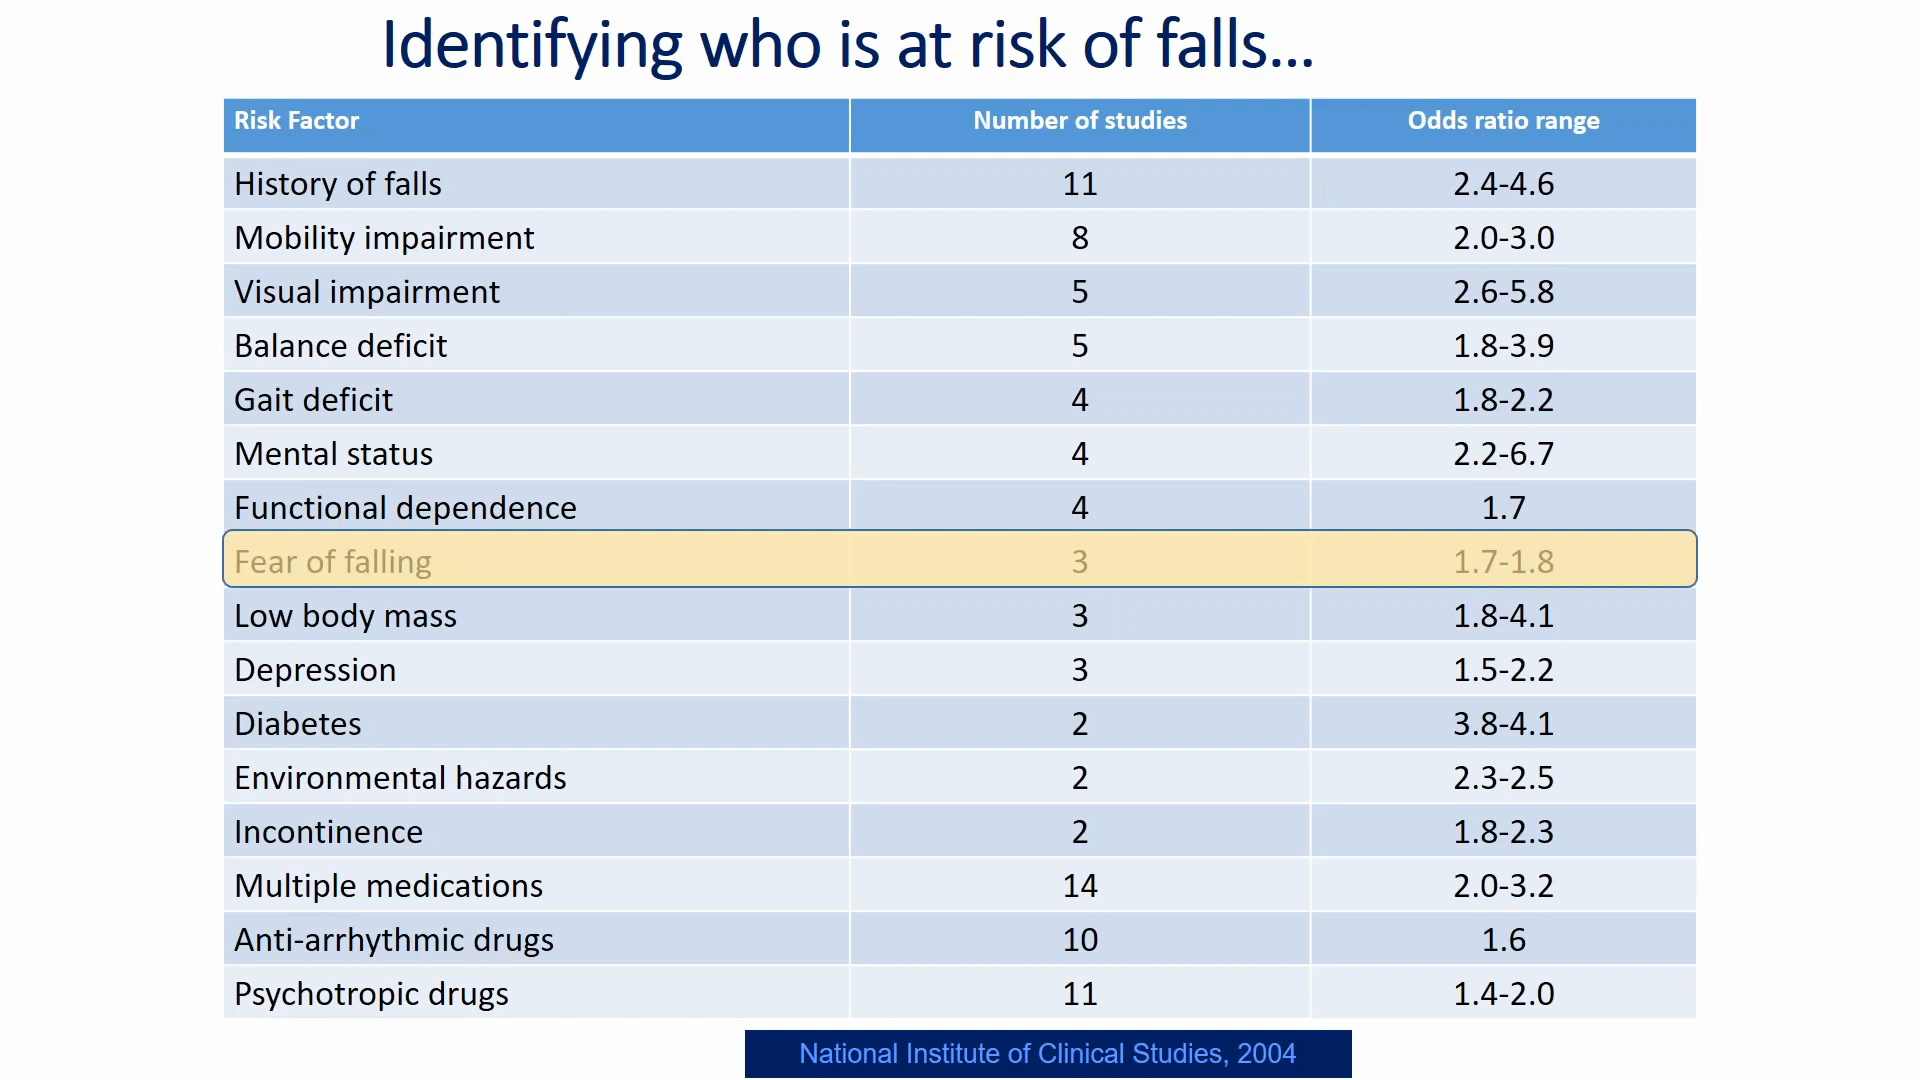 Identifying who is at risk of falls...
Risk Factor Number of studies Odds ratio range
History of falls 11 2.4-4.6
Mobility impairment 8 2.0-3.0
Visual impairment 5 2.6-5.8
Balance deficit 5 1.8-3.9
Gait deficit 4 1.8-2.2
Mental status 4 2.2-6.7
Functional dependence 4 1.7
Fear of falling 3 1.7-1.8
Low body mass 3 1.8-4.1
Depression 3 1.5-2.2
Diabetes 2 3.8-4.1
Environmental hazards 2 2.3-2.5
Incontinence 2 1.8-2.3
Multiple medications 14 2.0-3.2
Anti-arrhythmic drugs 10 1.6
Psychotropic drugs 11 1.4-2.0
National Institute of Clinical Studies, 2004